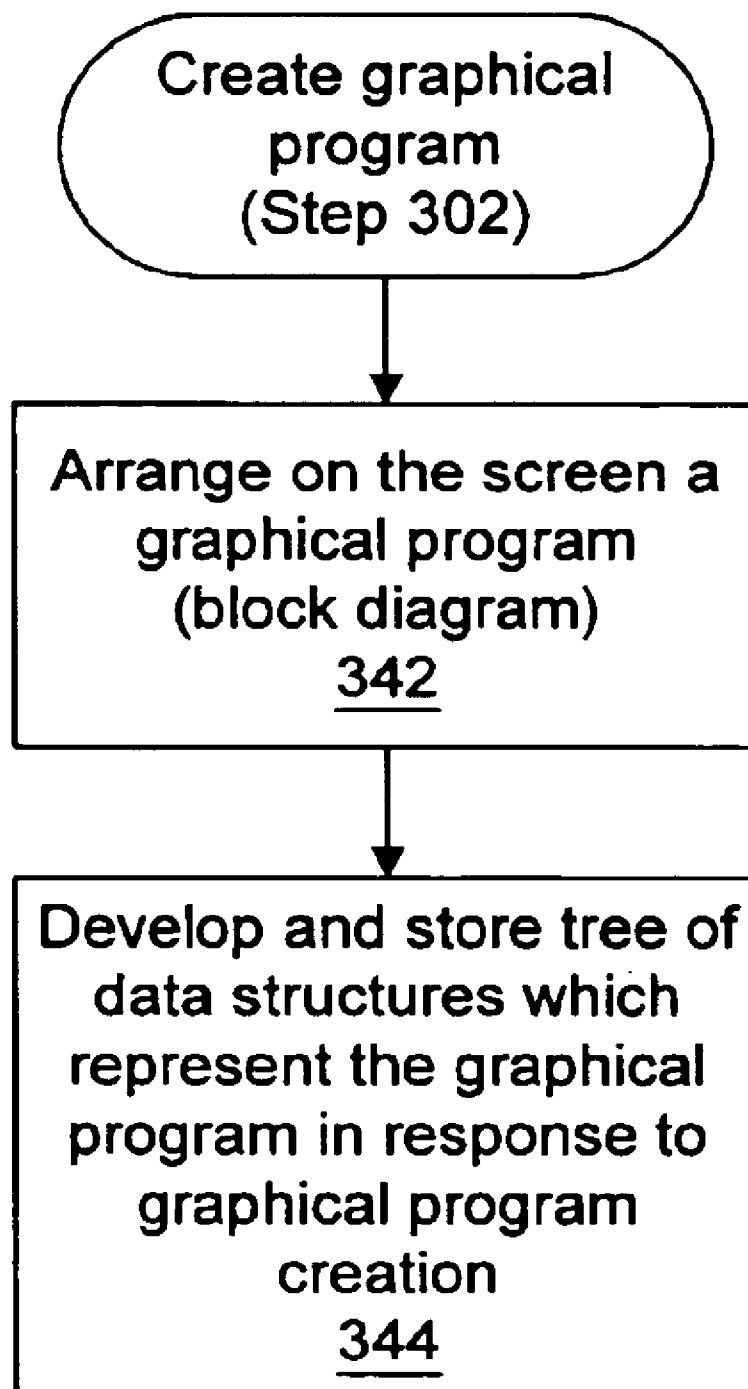 Create graphical
program
(Step 302)
Arrange on the screen a
graphical program
(block diagram)
342
Develop and store tree of
data structures which
represent the graphical
program in response to
graphical program
creation
344